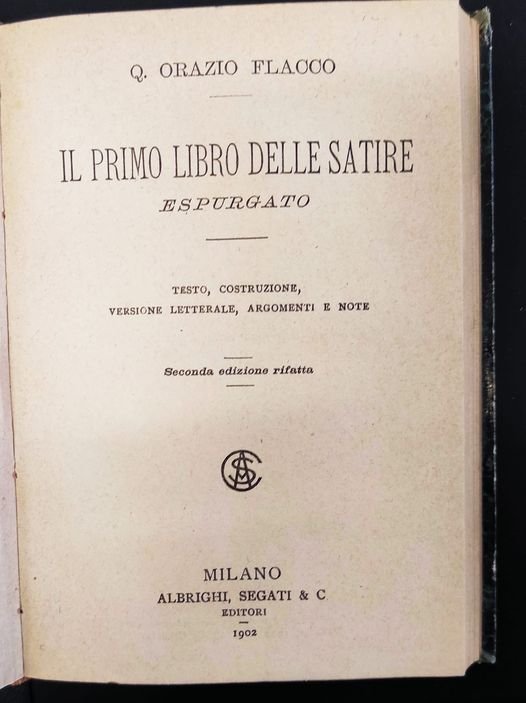 Q. ORAZIO FLACCO
IL PRIMO LIBRO DELLE SATIRE
ESPURGATO
TESTO, COSTRUZIONE,
VERSIONE LETTERALE, ARGOMENTI E NOTE
Seconda edizione rifatta
MILANO
ALBRIGHI, SEGATI & C
EDITORI
1902